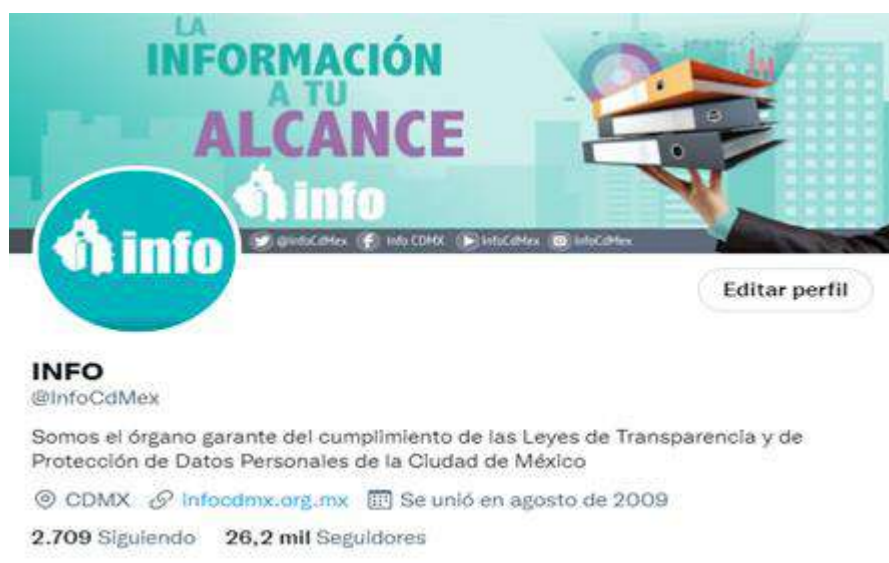 LA
INFORMACIÓN
A TU
ALCANCE
info
@InfoCdMex Info CDMX InfoCdMex InfoCdMex
info
Editar perfil
INFO
@InfoCdMex
Somos el órgano garante del cumplimiento de las Leyes de Transparencia y de
Protección de Datos Personales de la Ciudad de México
CDMX infocdmx.org.mx Se unió en agosto de 2009
2.709 Siguiendo 26,2 mil Seguidores